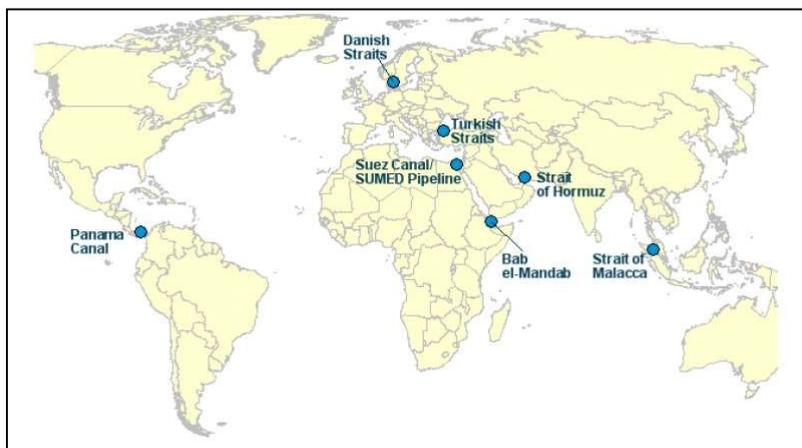 Danish
Straits
Turkish
Straits
Suez Canal/
SUMED Pipeline
Strait
of Hormuz
Panama
Canal
Bab
el-Mandab
Strait of
Malacca